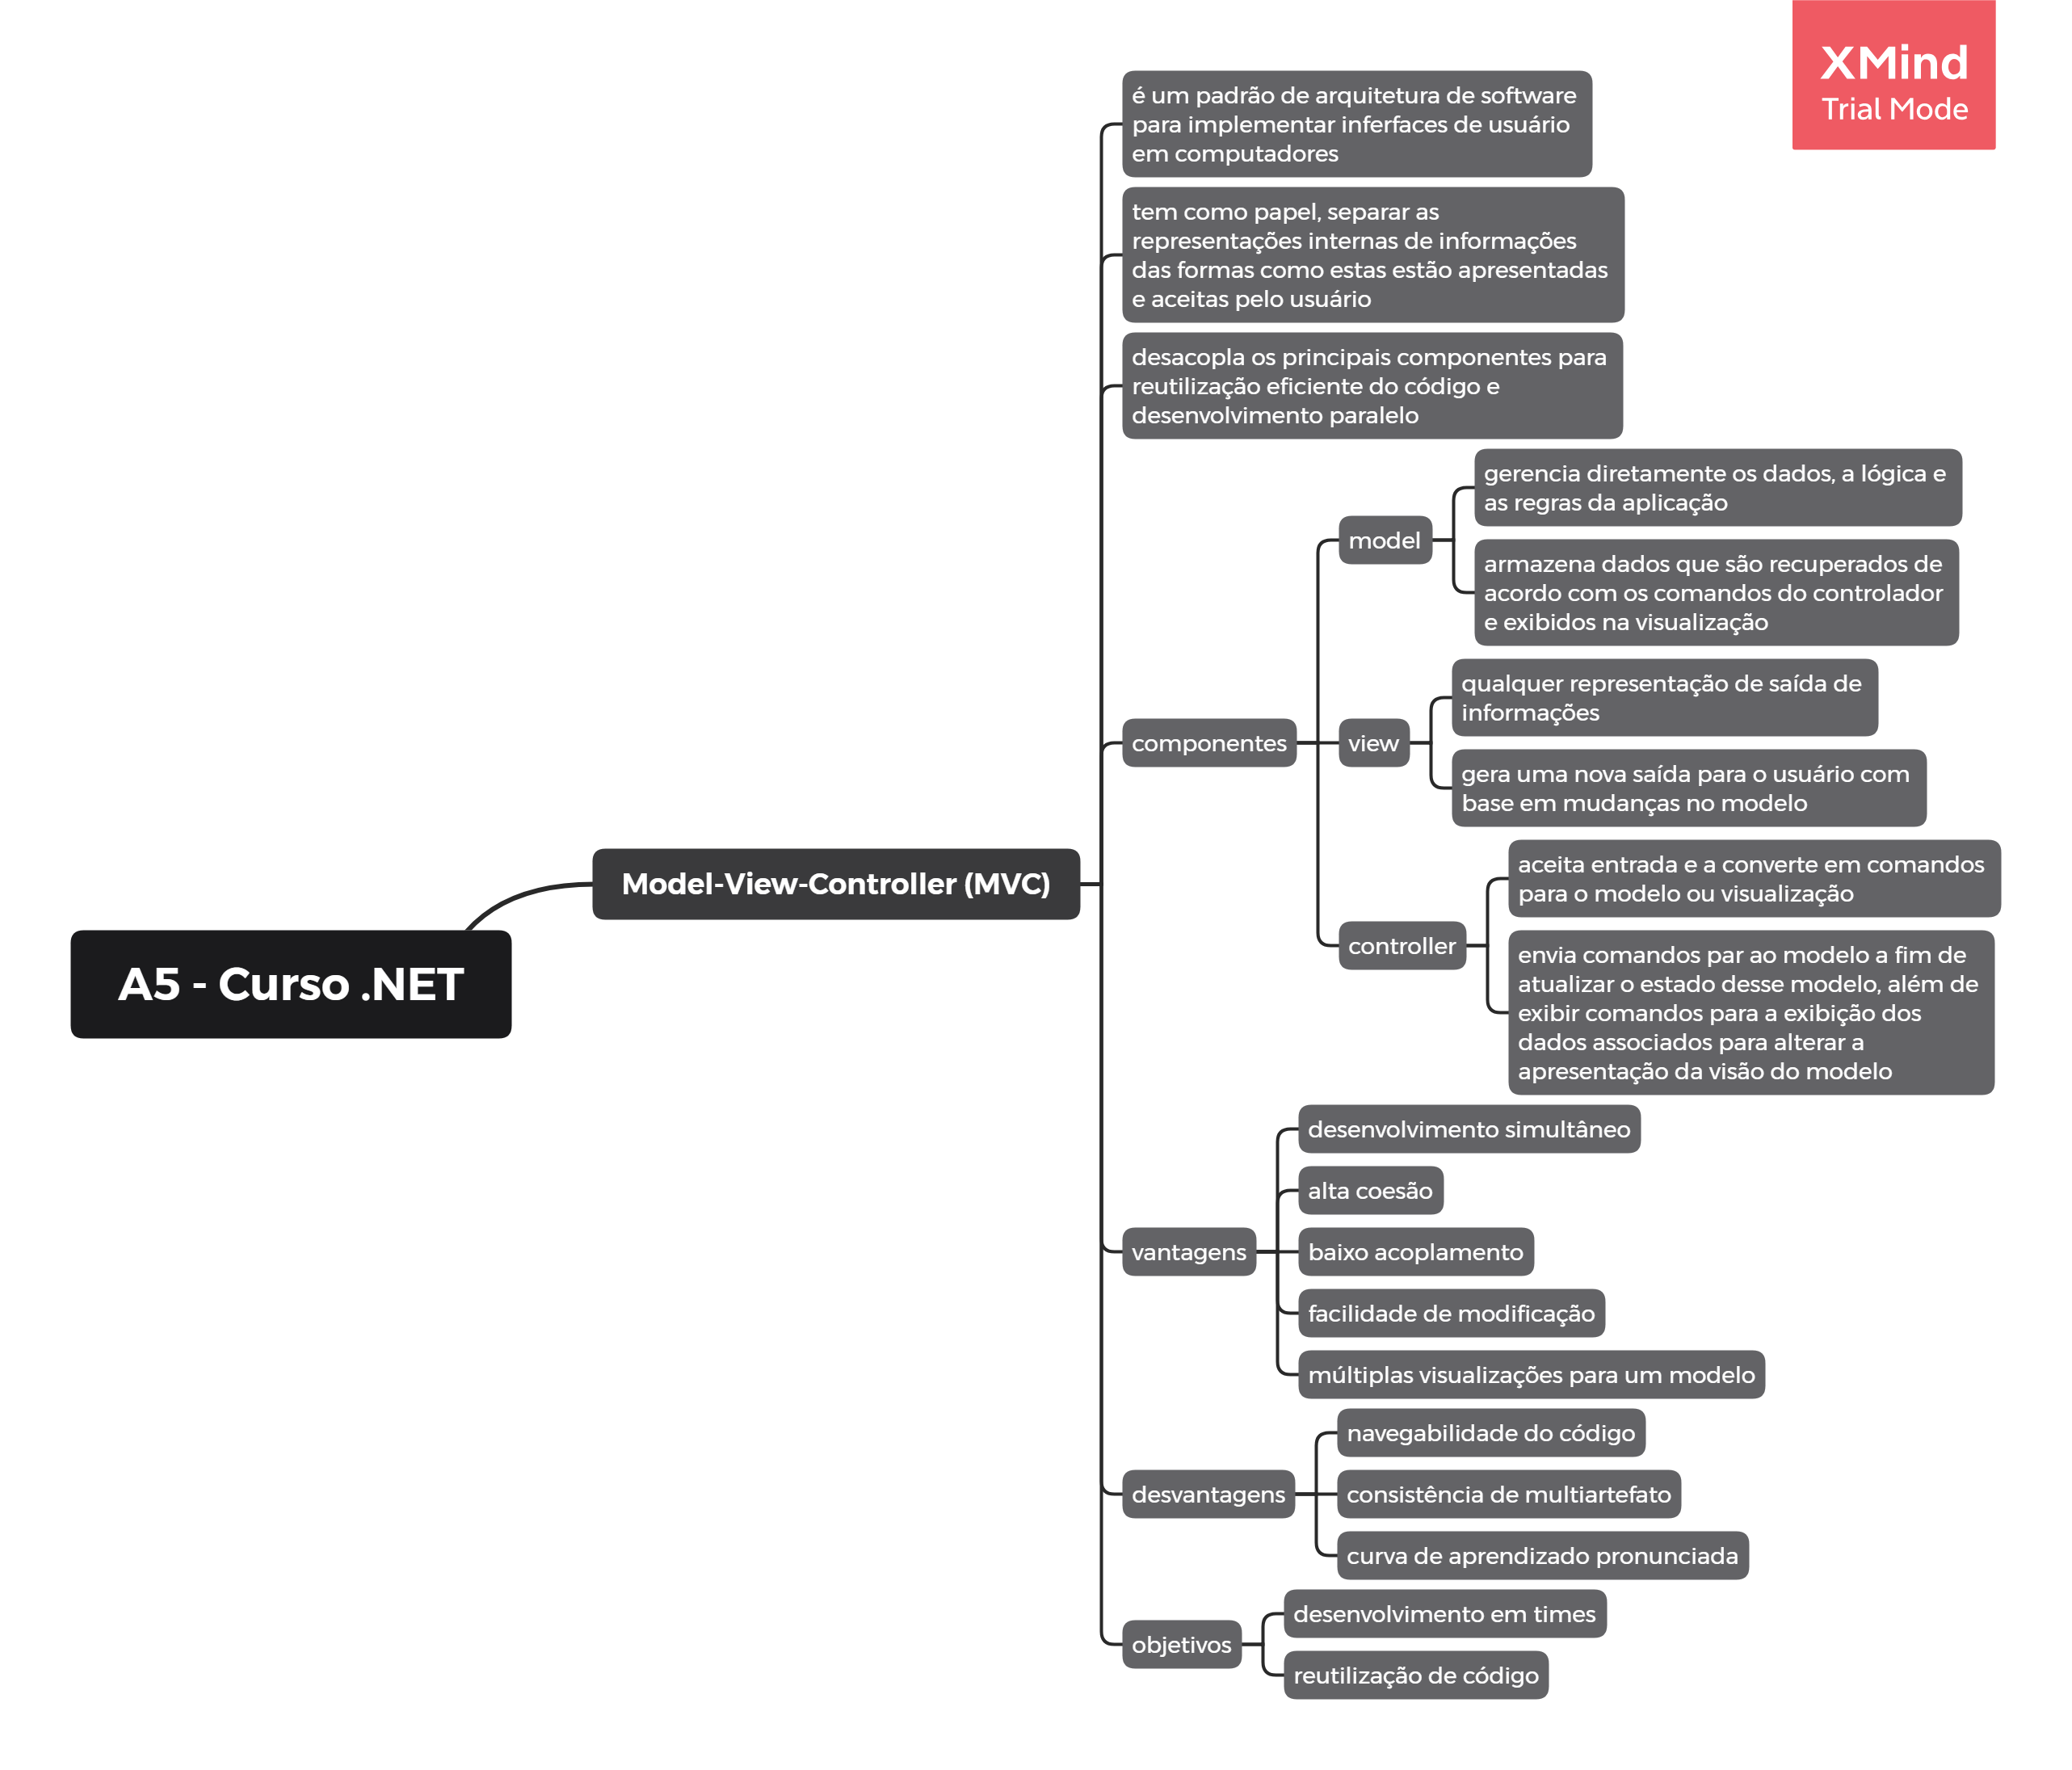 XMind
Trial Mode
é um padrão de arquitetura de software
para implementar inferfaces de usuário
em computadores
tem como papel, separar as
representações internas de informações
das formas como estas estão apresentadas
e aceitas pelo usuário
desacopla os principais componentes para
reutilização eficiente do código e
desenvolvimento paralelo
gerencia diretamente os dados, a lógica e
as regras da aplicação
model
armazena dados que são recuperados de
acordo com os comandos do controlador
e exibidos na visualização
qualquer representação de saída de
informações
componentes
view
gera uma nova saída para o usuário com
base em mudanças no modelo
aceita entrada e a converte em comandos
para o modelo ou visualização
Model-View-Controller (MVC)
controller
envia comandos par ao modelo a fim de
atualizar o estado desse modelo, além de
exibir comandos para a exibição dos
dados associados para alterar a
apresentação da visão do modelo
A5 - Curso .NET
desenvolvimento simultâneo
alta coesão
vantagens
baixo acoplamento
facilidade de modificação
múltiplas visualizações para um modelo
navegabilidade do código
desvantagens
consistência de multiartefato
curva de aprendizado pronunciada
desenvolvimento em times
objetivos
reutilização de código